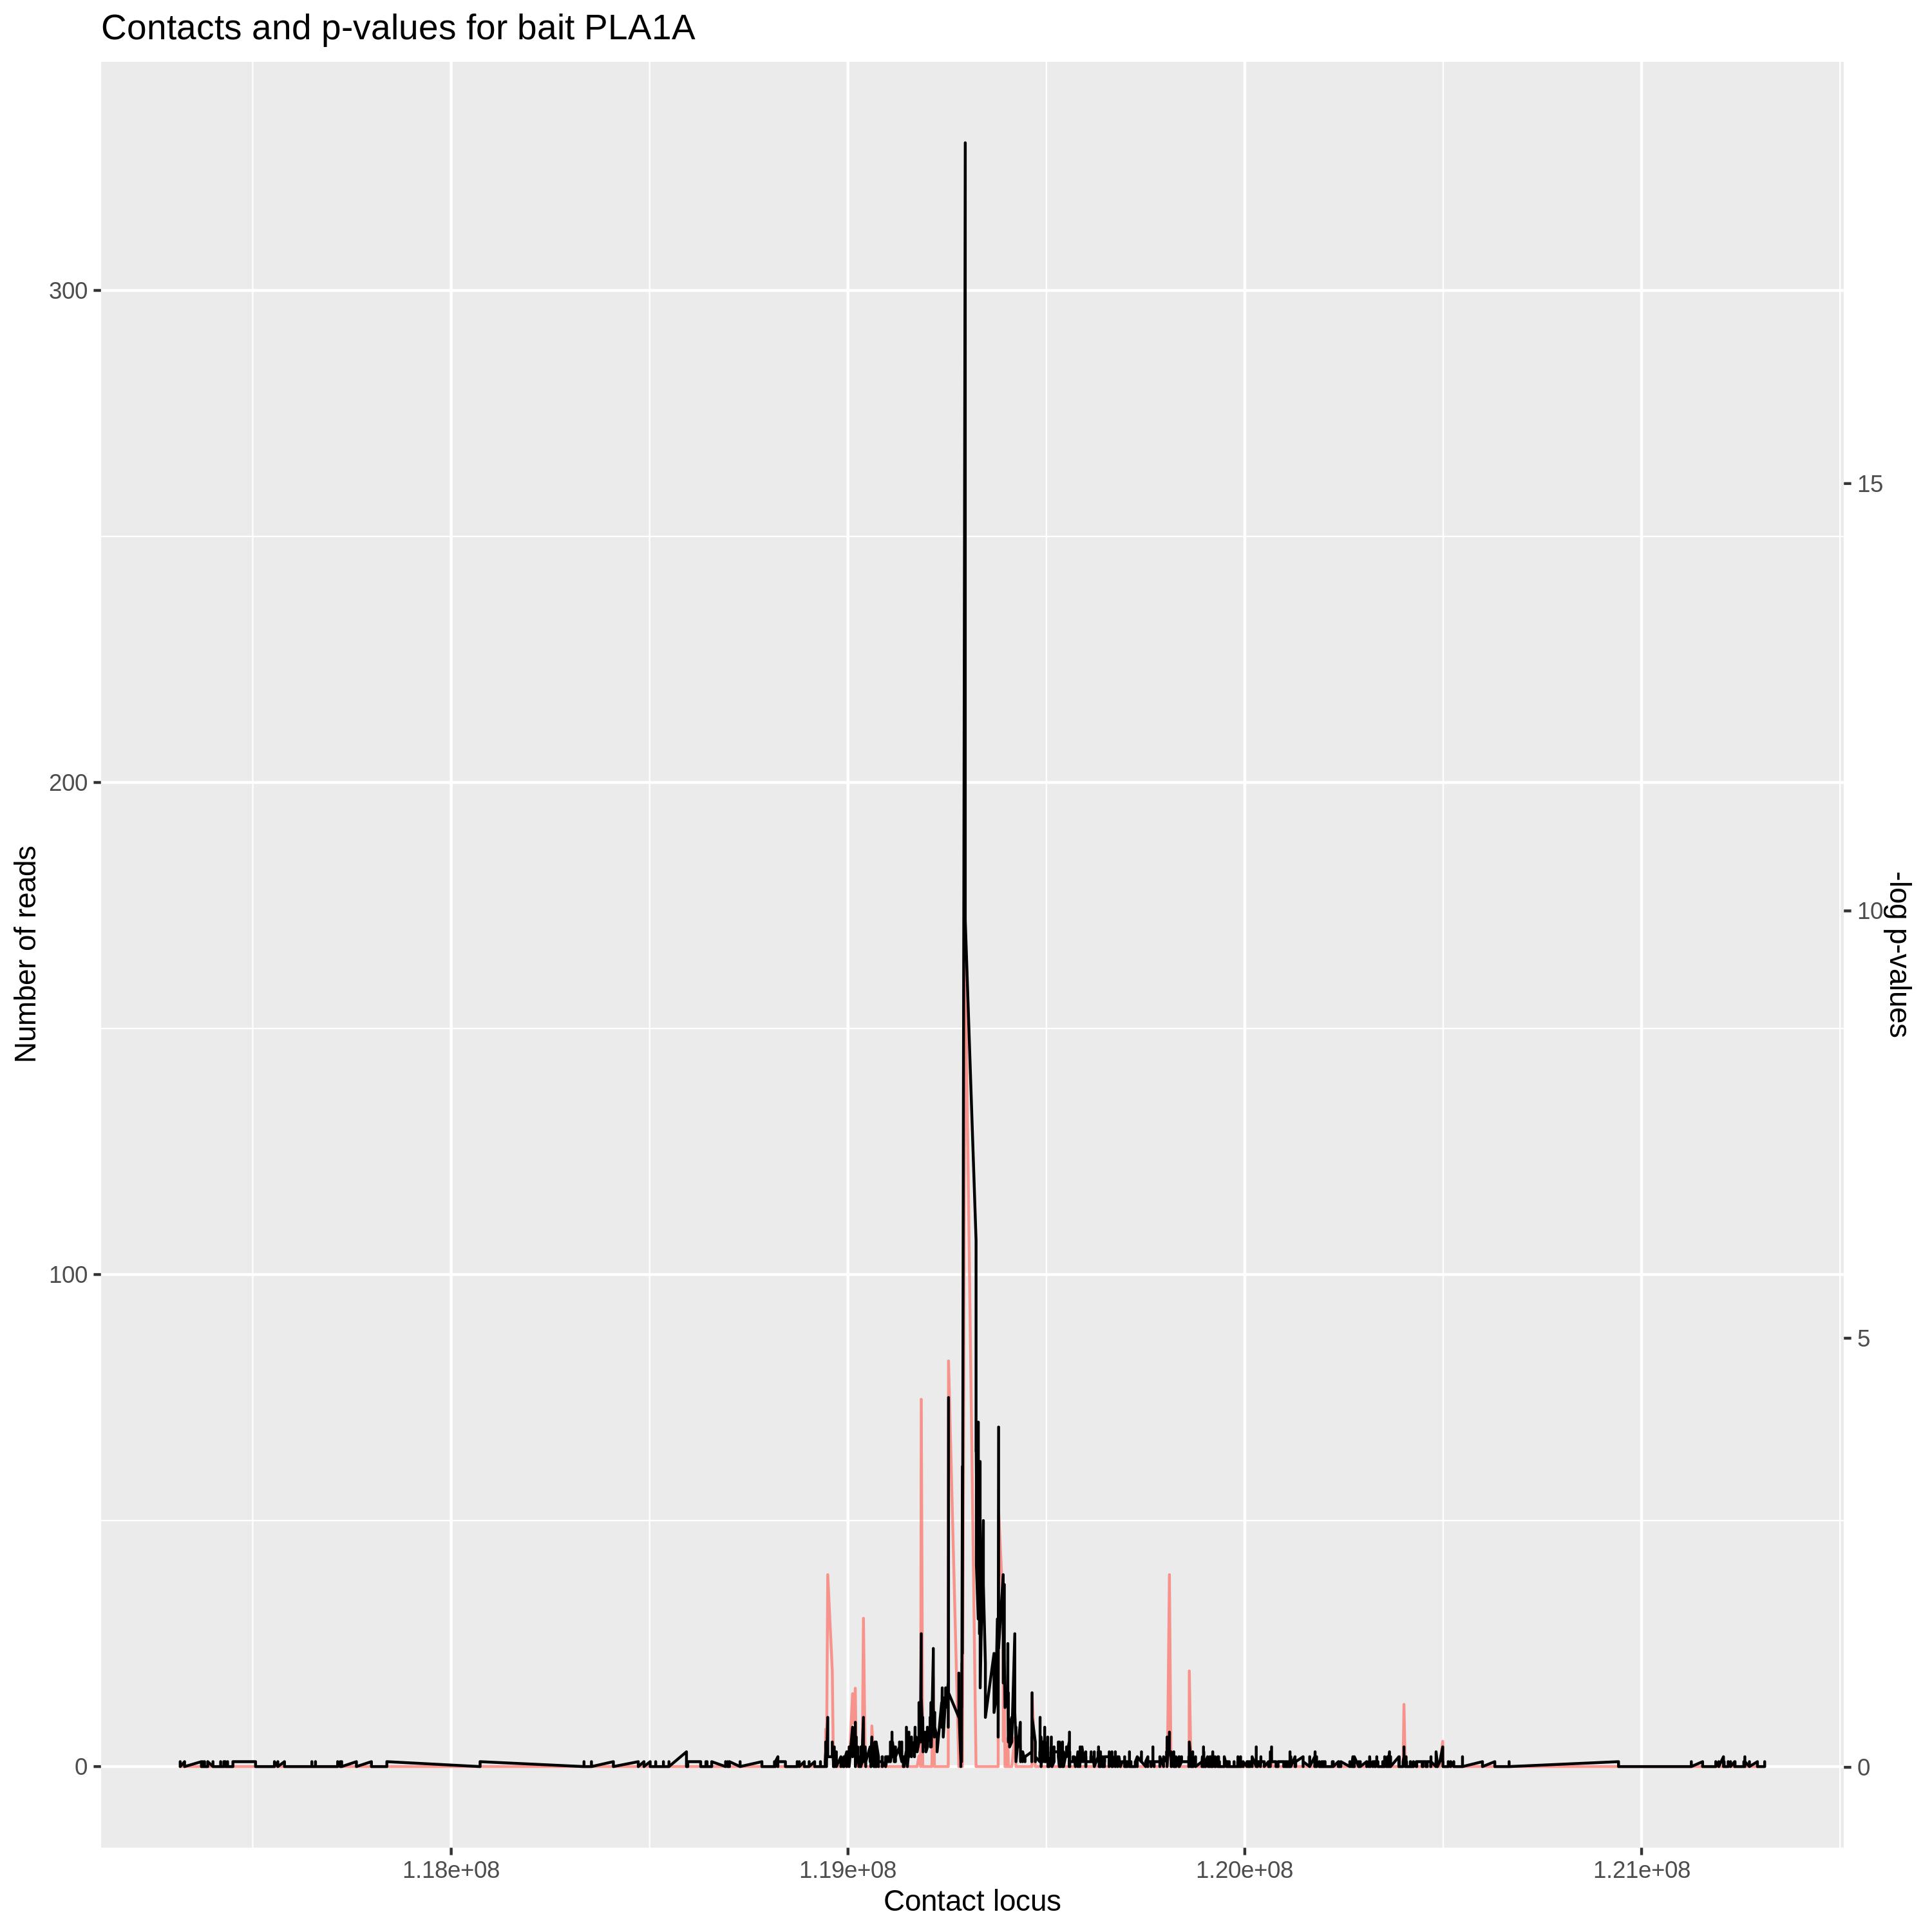 Contacts and p-values for bait PLA1A
300
200
100
0
Number of reads
15
10
5
0
-log p-values
1.18e+08
1.19e+08
1.20e+08
1.21e+08
Contact locus